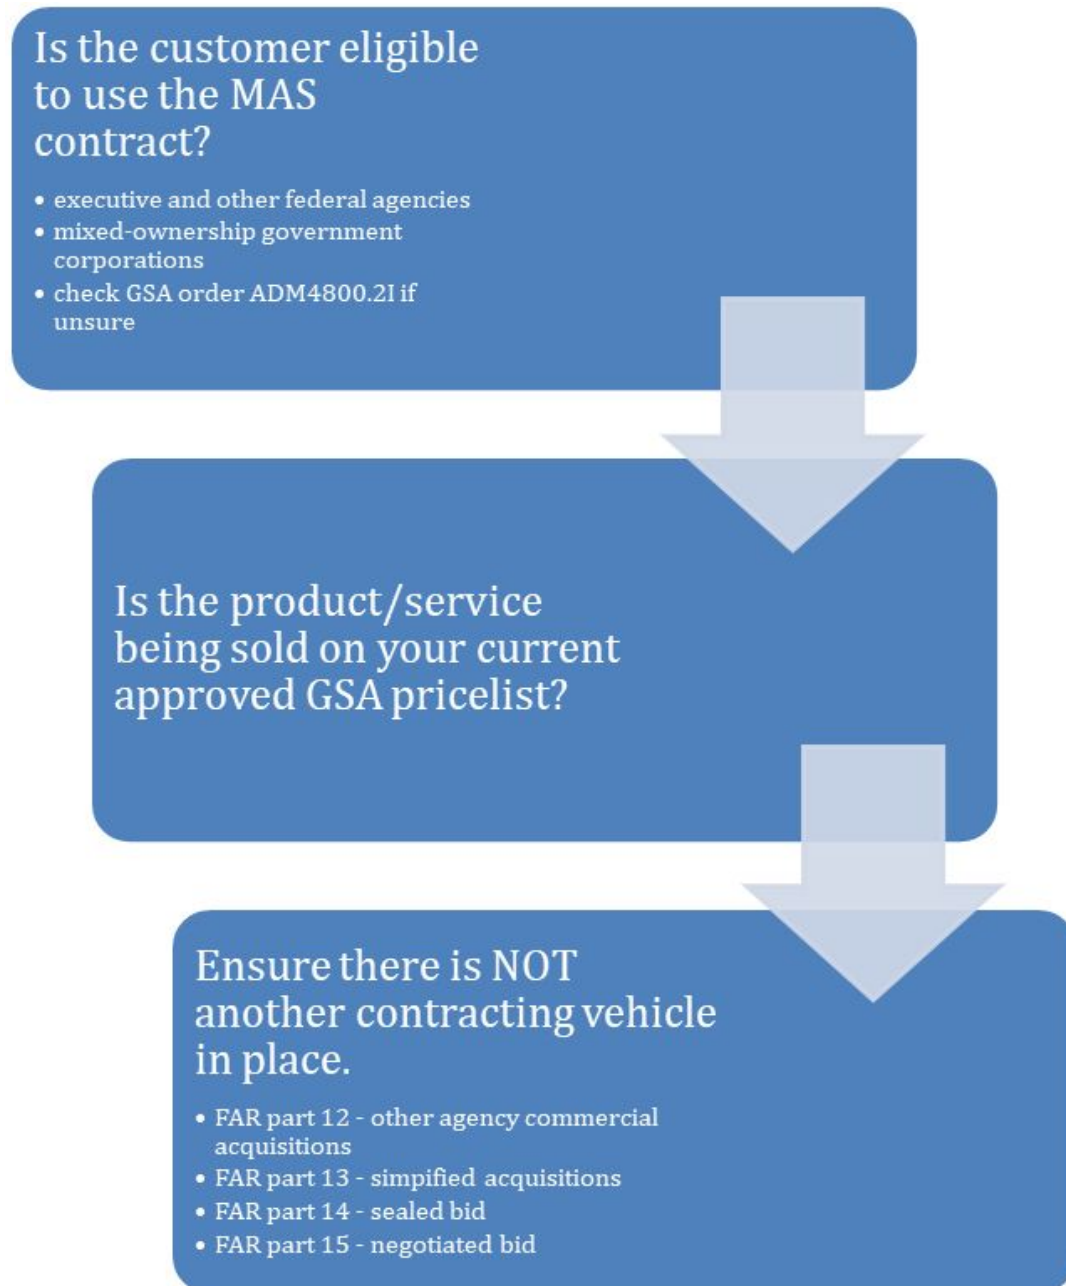 Is the customer eligible
to use the MAS
contract?
• executive and other federal agencies
• mixed-ownership government
corporations
• check GSA order ADM4800.2I if
unsure
Is the product/service
being sold on your current
approved GSA pricelist?
Ensure there is NOT
another contracting vehicle
in place.
• FAR part 12 - other agency commercial
acquisitions
• FAR part 13 - simpified acquisitions
• FAR part 14 - sealed bid
• FAR part 15 - negotiated bid